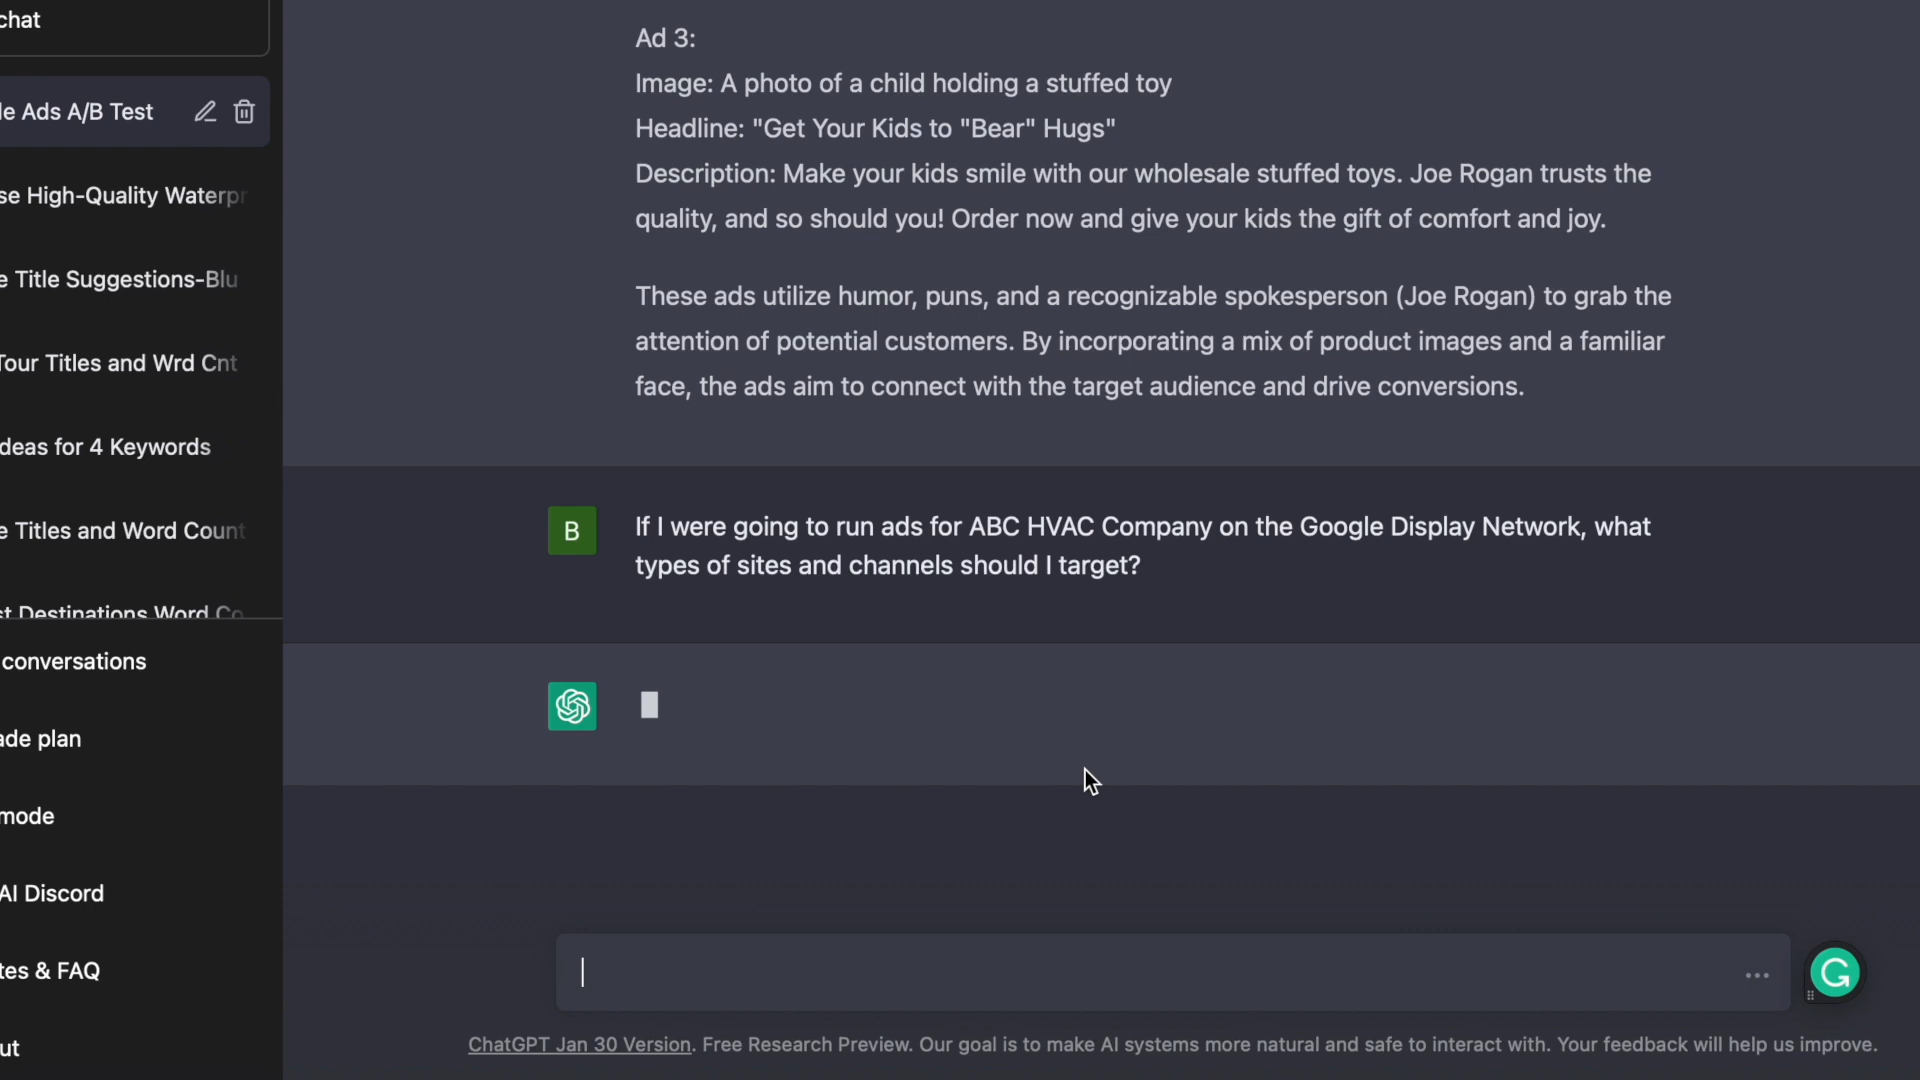 chat
le Ads A/B Test
se High-Quality Waterpr
e Title Suggestions-Blu
Tour Titles and Wrd Cnt
deas for 4 Keywords
e Titles and Word Count
st Destinations Word Co
conversations
ade plan
mode
AI Discord
tes & FAQ
ut
Ad 3:
Image: A photo of a child holding a stuffed toy
Headline: "Get Your Kids to "Bear" Hugs"
Description: Make your kids smile with our wholesale stuffed toys. Joe Rogan trusts the
quality, and so should you! Order now and give your kids the gift of comfort and joy.
These ads utilize humor, puns, and a recognizable spokesperson (Joe Rogan) to grab the
attention of potential customers. By incorporating a mix of product images and a familiar
face, the ads aim to connect with the target audience and drive conversions.
B
If I were going to run ads for ABC HVAC Company on the Google Display Network, what
types of sites and channels should I target?
ChatGPT Jan 30 Version. Free Research Preview. Our goal is to make AI systems more natural and safe to interact with. Your feedback will help us improve.